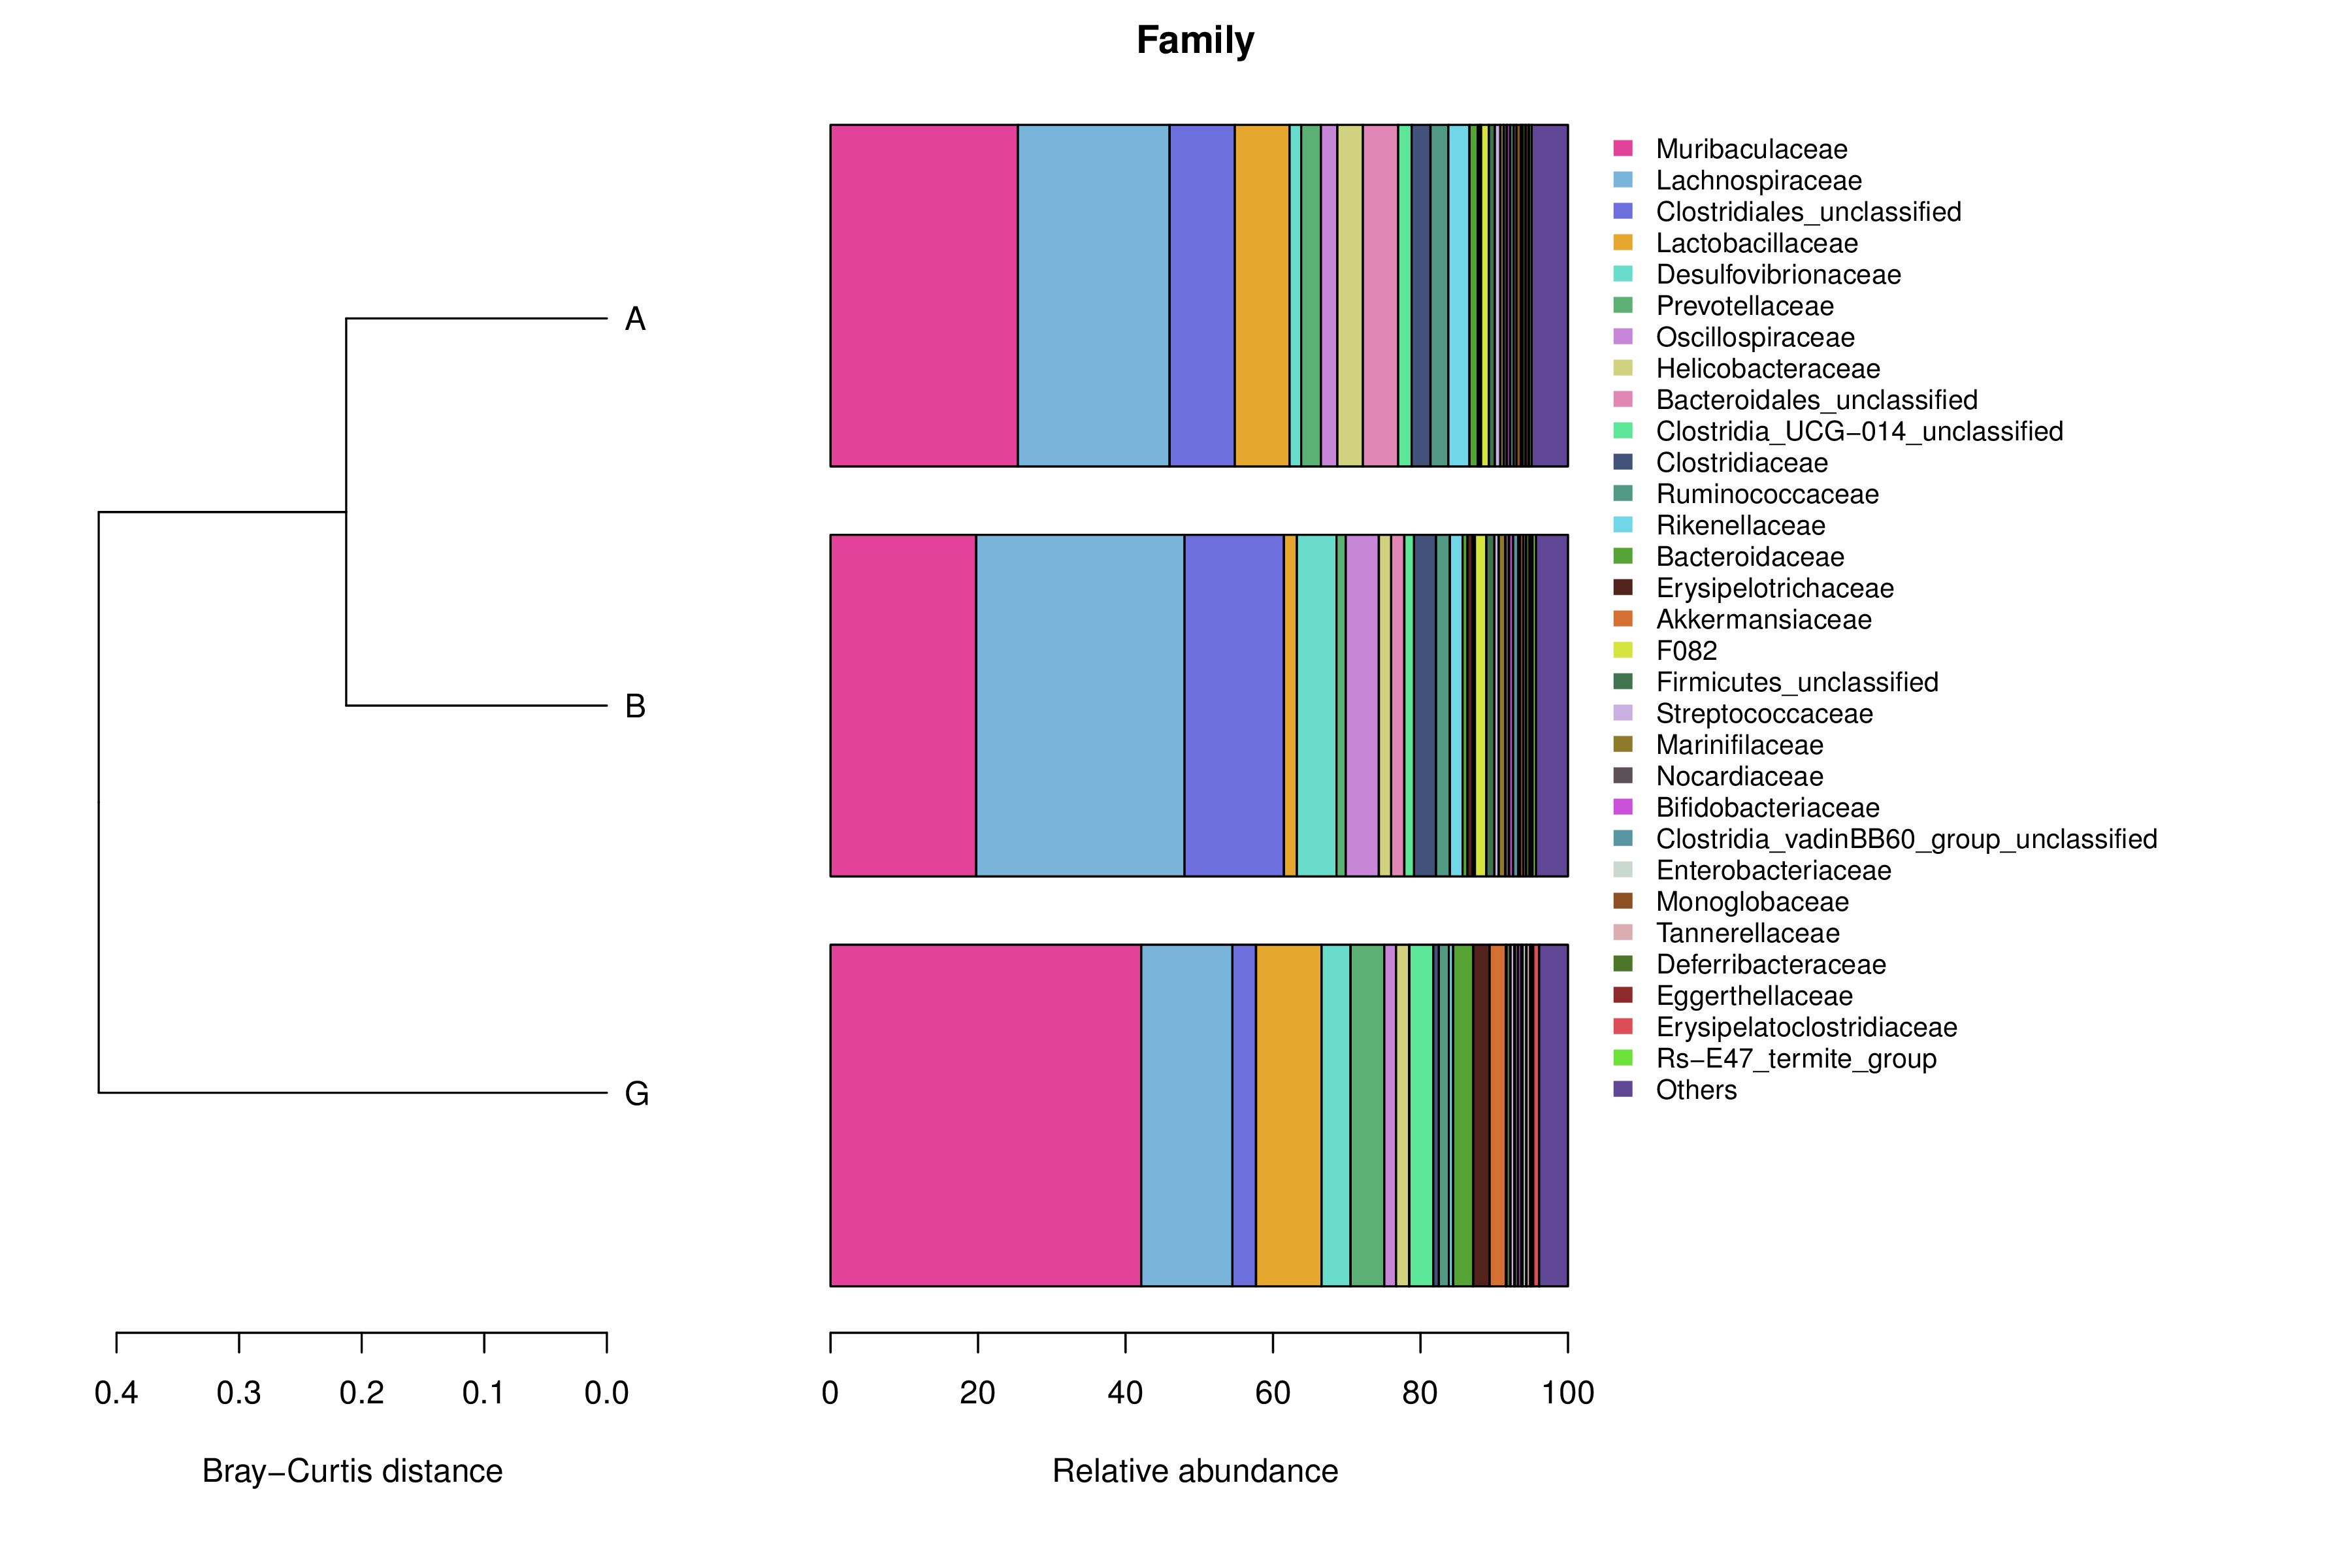 Family
A
B
G
0.4 0.3 0.2 0.1 0.0
Bray−Curtis distance
0 20 40 60 80 100
Relative abundance
Muribaculaceae
Lachnospiraceae
Clostridiales_unclassified
Lactobacillaceae
Desulfovibrionaceae
Prevotellaceae
Oscillospiraceae
Helicobacteraceae
Bacteroidales_unclassified
Clostridia_UCG−014_unclassified
Clostridiaceae
Ruminococcaceae
Rikenellaceae
Bacteroidaceae
Erysipelotrichaceae
Akkermansiaceae
F082
Firmicutes_unclassified
Streptococcaceae
Marinifilaceae
Nocardiaceae
Bifidobacteriaceae
Clostridia_vadinBB60_group_unclassified
Enterobacteriaceae
Monoglobaceae
Tannerellaceae
Deferribacteraceae
Eggerthellaceae
Erysipelatoclostridiaceae
Rs−E47_termite_group
Others